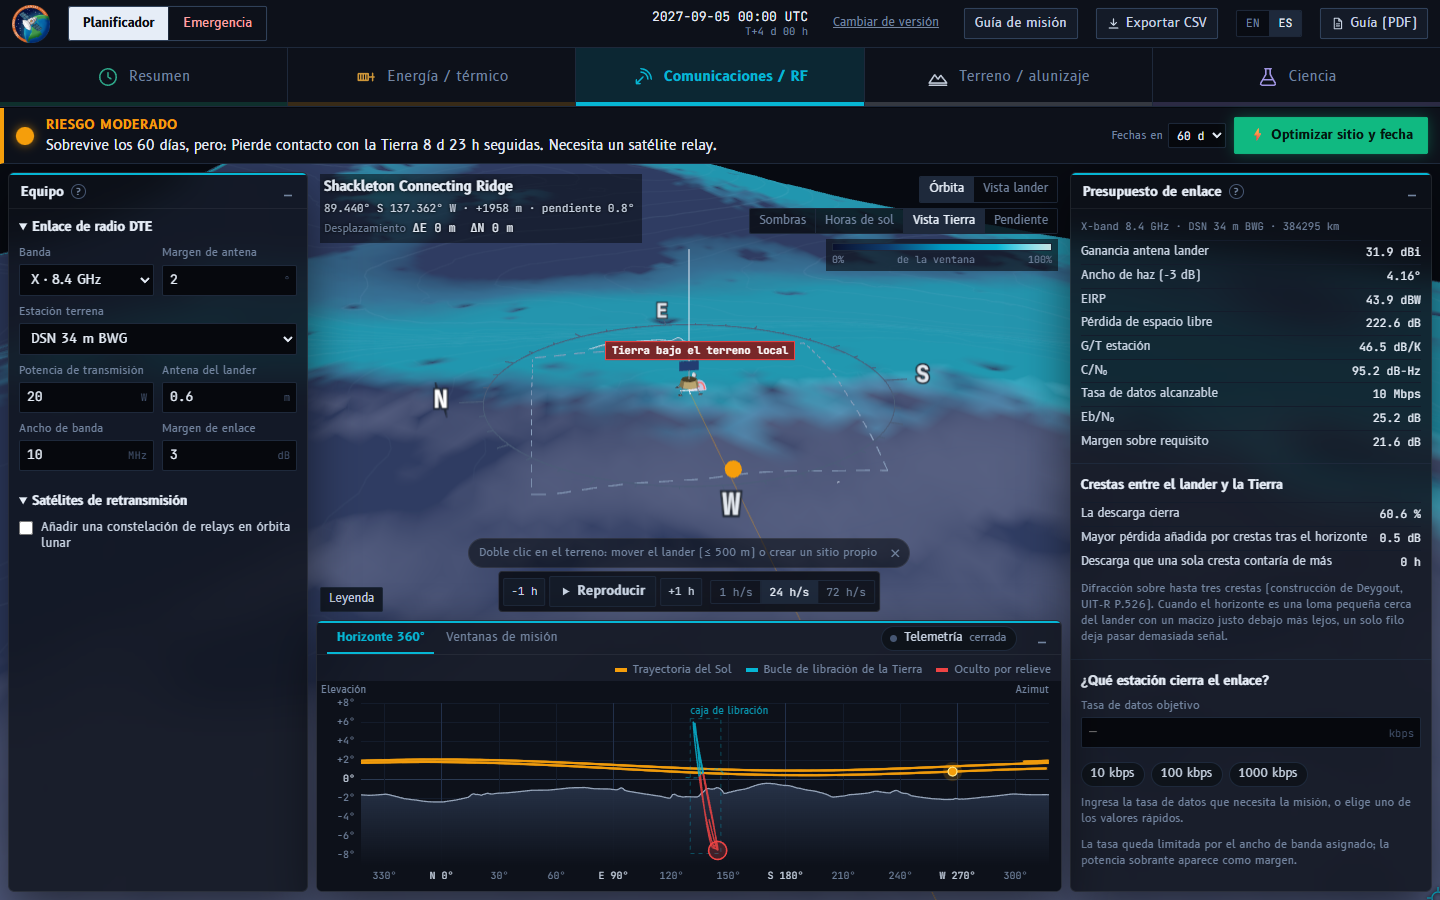 Planificador
Emergencia
2027-09-05 00:00 UTC
T+4 d 00 h
Cambiar de versión
Guía de misión
Exportar CSV
EN
ES
Guía (PDF)
Resumen
Energía / térmico
Comunicaciones / RF
Terreno / alunizaje
Ciencia
RIESGO MODERADO
Sobrevive los 60 días, pero: Pierde contacto con la Tierra 8 d 23 h seguidas. Necesita un satélite relay.
Fechas en
60 d
Optimizar sitio y fecha
Equipo ?
Enlace de radio DTE
Banda
Margen de antena
X · 8.4 GHz
2 °
Estación terrena
DSN 34 m BWG
Potencia de transmisión
Antena del lander
20 W
0.6 m
Ancho de banda
Margen de enlace
10 MHz
3 dB
Satélites de retransmisión
Añadir una constelación de relays en órbita
lunar
Shackleton Connecting Ridge
89.440° S 137.362° W · +1958 m · pendiente 0.8°
Desplazamiento ΔE 0 m ΔN 0 m
Órbita
Vista lander
Sombras
Horas de sol
Vista Tierra
Pendiente
0%
de la ventana
100%
E
Tierra bajo el terreno local
S
N
W
Doble clic en el terreno: mover el lander (≤ 500 m) o crear un sitio propio ×
-1 h
Reproducir
+1 h
1 h/s
24 h/s
72 h/s
Leyenda
Horizonte 360°
Ventanas de misión
Telemetría cerrada
Trayectoria del Sol
Bucle de libración de la Tierra
Oculto por relieve
Elevación
Azimut
caja de libración
+8°
+6°
+4°
+2°
0°
-2°
-4°
-6°
-8°
330°
N 0°
30°
60°
E 90°
120°
150°
S 180°
210°
240°
W 270°
300°
Presupuesto de enlace ?
X-band 8.4 GHz · DSN 34 m BWG · 384295 km
Ganancia antena lander 31.9 dBi
Ancho de haz (-3 dB) 4.16°
EIRP 43.9 dBW
Pérdida de espacio libre 222.6 dB
G/T estación 46.5 dB/K
C/N₀ 95.2 dB-Hz
Tasa de datos alcanzable 10 Mbps
Eb/N₀ 25.2 dB
Margen sobre requisito 21.6 dB
Crestas entre el lander y la Tierra
La descarga cierra 60.6 %
Mayor pérdida añadida por crestas tras el horizonte 0.5 dB
Descarga que una sola cresta contaría de más 0 h
Difracción sobre hasta tres crestas (construcción de Deygout,
UIT-R P.526). Cuando el horizonte es una loma pequeña cerca
del lander con un macizo justo debajo más lejos, un solo filo
deja pasar demasiada señal.
¿Qué estación cierra el enlace?
Tasa de datos objetivo
— kbps
10 kbps
100 kbps
1000 kbps
Ingresa la tasa de datos que necesita la misión, o elige uno de
los valores rápidos.
La tasa queda limitada por el ancho de banda asignado; la
potencia sobrante aparece como margen.